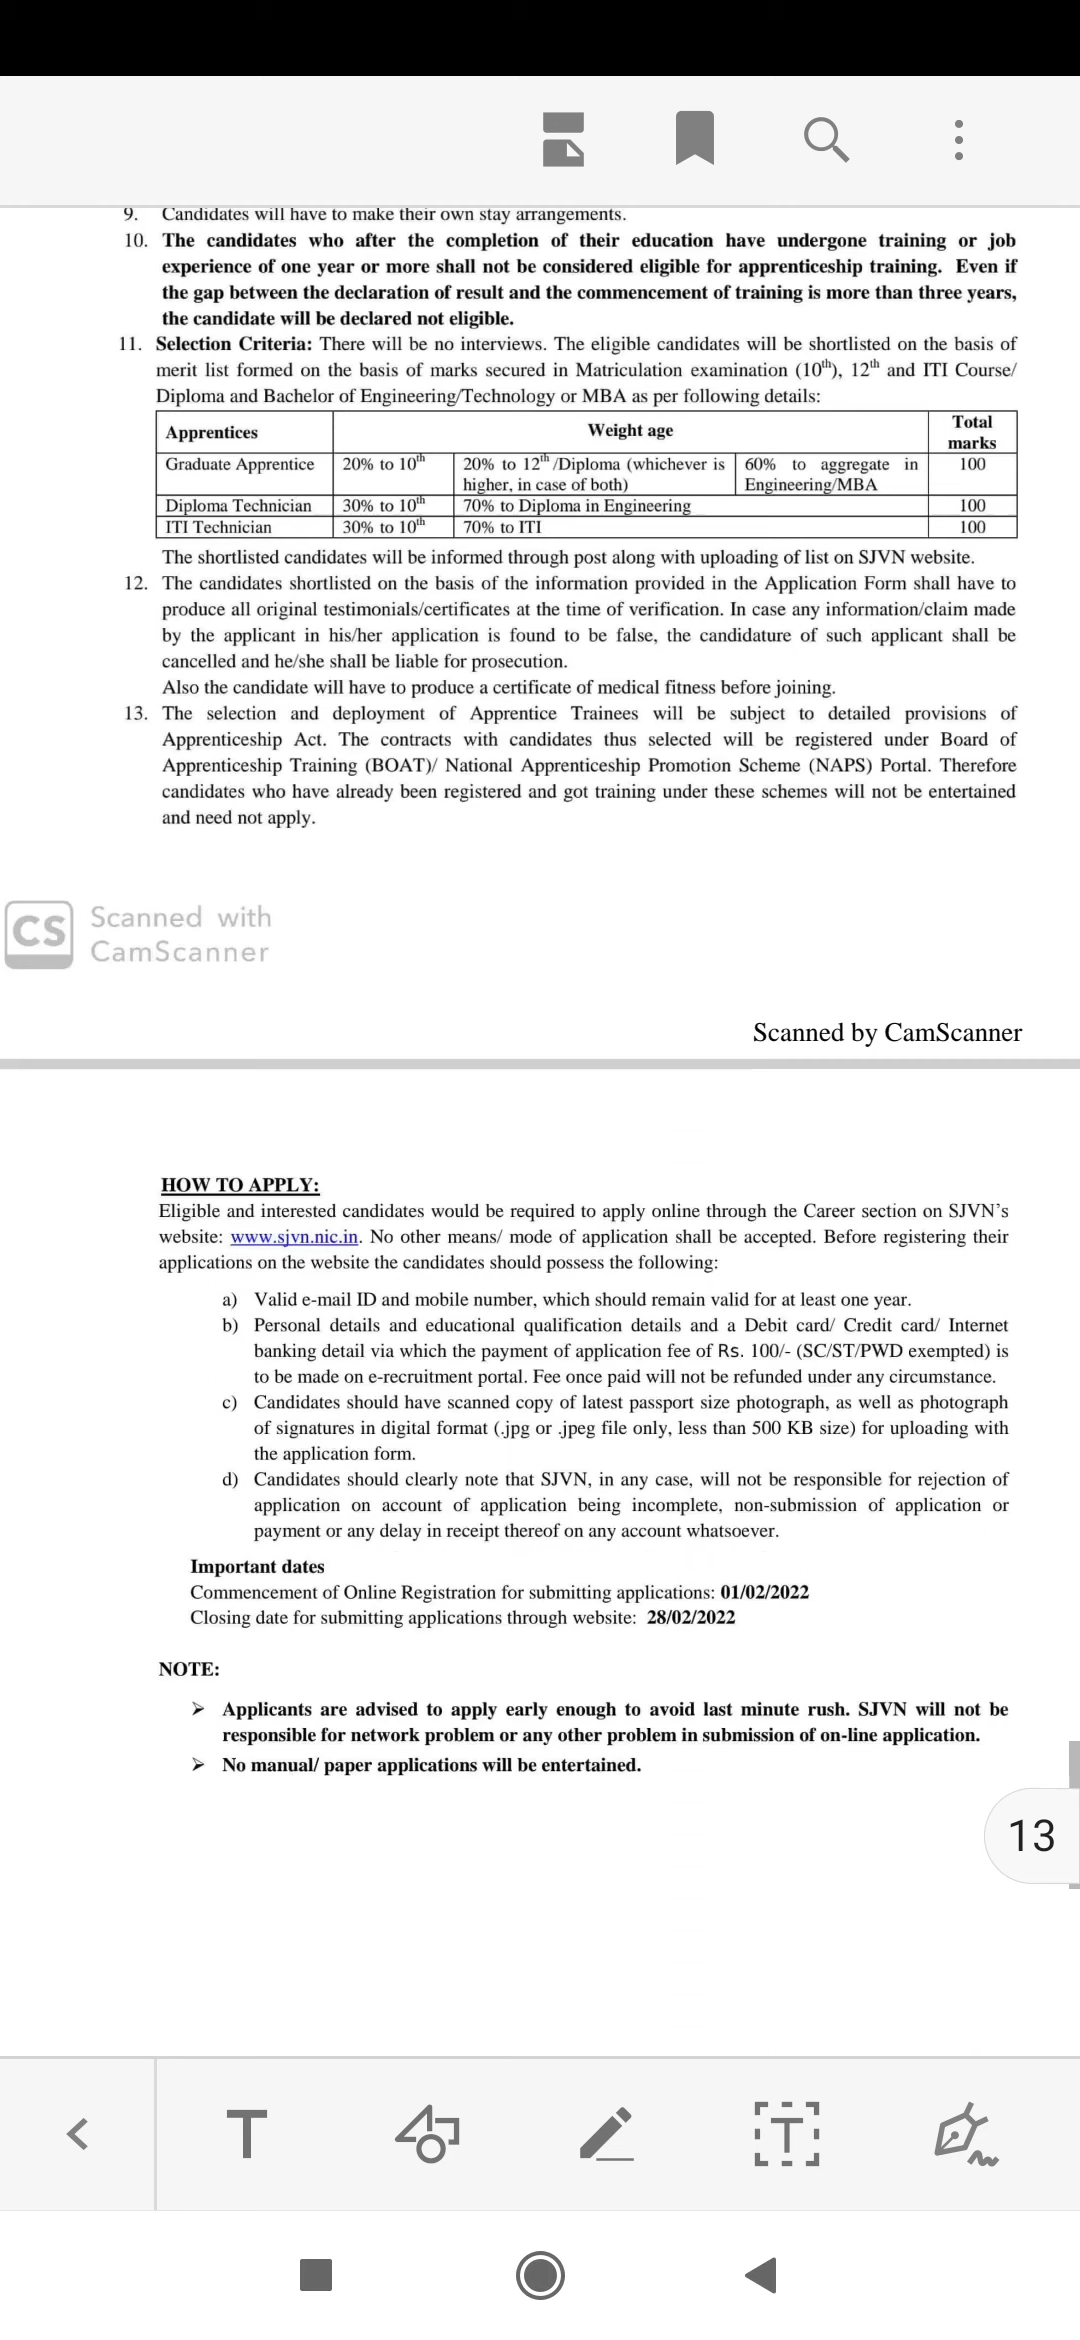 9. Candidates will have to make their own stay arrangements.
10. The candidates who after the completion of their education have undergone training or job
experience of one year or more shall not be considered eligible for apprenticeship training. Even if
the gap between the declaration of result and the commencement of training is more than three years,
the candidate will be declared not eligible.
11. Selection Criteria: There will be no interviews. The eligible candidates will be shortlisted on the basis of
merit list formed on the basis of marks secured in Matriculation examination (10th), 12th and ITI Course/
Diploma and Bachelor of Engineering/Technology or MBA as per following details:
Apprentices Weight age Total
marks
Graduate Apprentice 20% to 10th 20% to 12th /Diploma (whichever is 60% to aggregate in 100
higher, in case of both) Engineering/MBA
Diploma Technician 30% to 10th 70% to Diploma in Engineering 100
ITI Technician 30% to 10th 70% to ITI 100
The shortlisted candidates will be informed through post along with uploading of list on SJVN website.
12. The candidates shortlisted on the basis of the information provided in the Application Form shall have to
produce all original testimonials/certificates at the time of verification. In case any information/claim made
by the applicant in his/her application is found to be false, the candidature of such applicant shall be
cancelled and he/she shall be liable for prosecution.
Also the candidate will have to produce a certificate of medical fitness before joining.
13. The selection and deployment of Apprentice Trainees will be subject to detailed provisions of
Apprenticeship Act. The contracts with candidates thus selected will be registered under Board of
Apprenticeship Training (BOAT)/ National Apprenticeship Promotion Scheme (NAPS) Portal. Therefore
candidates who have already been registered and got training under these schemes will not be entertained
and need not apply.
CS Scanned with
CamScanner
Scanned by CamScanner
HOW TO APPLY:
Eligible and interested candidates would be required to apply online through the Career section on SJVN’s
website: www.sjvn.nic.in. No other means/ mode of application shall be accepted. Before registering their
applications on the website the candidates should possess the following:
a) Valid e-mail ID and mobile number, which should remain valid for at least one year.
b) Personal details and educational qualification details and a Debit card/ Credit card/ Internet
banking detail via which the payment of application fee of Rs. 100/- (SC/ST/PWD exempted) is
to be made on e-recruitment portal. Fee once paid will not be refunded under any circumstance.
c) Candidates should have scanned copy of latest passport size photograph, as well as photograph
of signatures in digital format (.jpg or .jpeg file only, less than 500 KB size) for uploading with
the application form.
d) Candidates should clearly note that SJVN, in any case, will not be responsible for rejection of
application on account of application being incomplete, non-submission of application or
payment or any delay in receipt thereof on any account whatsoever.
Important dates
Commencement of Online Registration for submitting applications: 01/02/2022
Closing date for submitting applications through website: 28/02/2022
NOTE:
➢ Applicants are advised to apply early enough to avoid last minute rush. SJVN will not be
responsible for network problem or any other problem in submission of on-line application.
➢ No manual/ paper applications will be entertained.
13